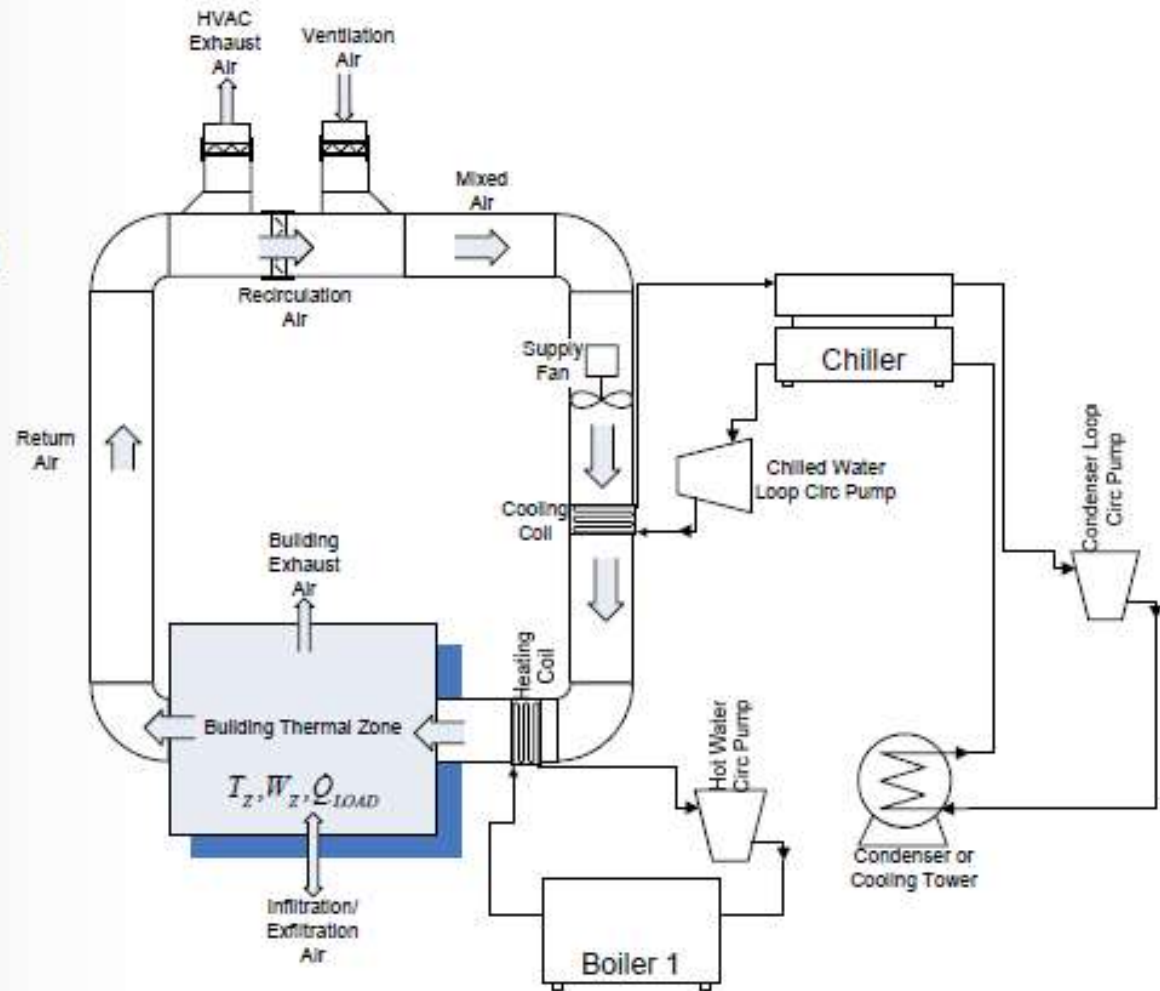 HVAC
Exhaust
Air
Ventilation
Air
Mixed
Air
Recirculation
Air
Supply
Fan
Chiller
Return
Air
Chilled Water
Loop Circ Pump
Condenser Loop
Circ Pump
Cooling
Coil
Building
Exhaust
Air
Heating
Coil
Building Thermal Zone
Hot Water
Circ Pump
T_Z, W_Z, Q_LOAD
Condenser or
Cooling Tower
Infiltration/
Exfiltration
Air
Boiler 1